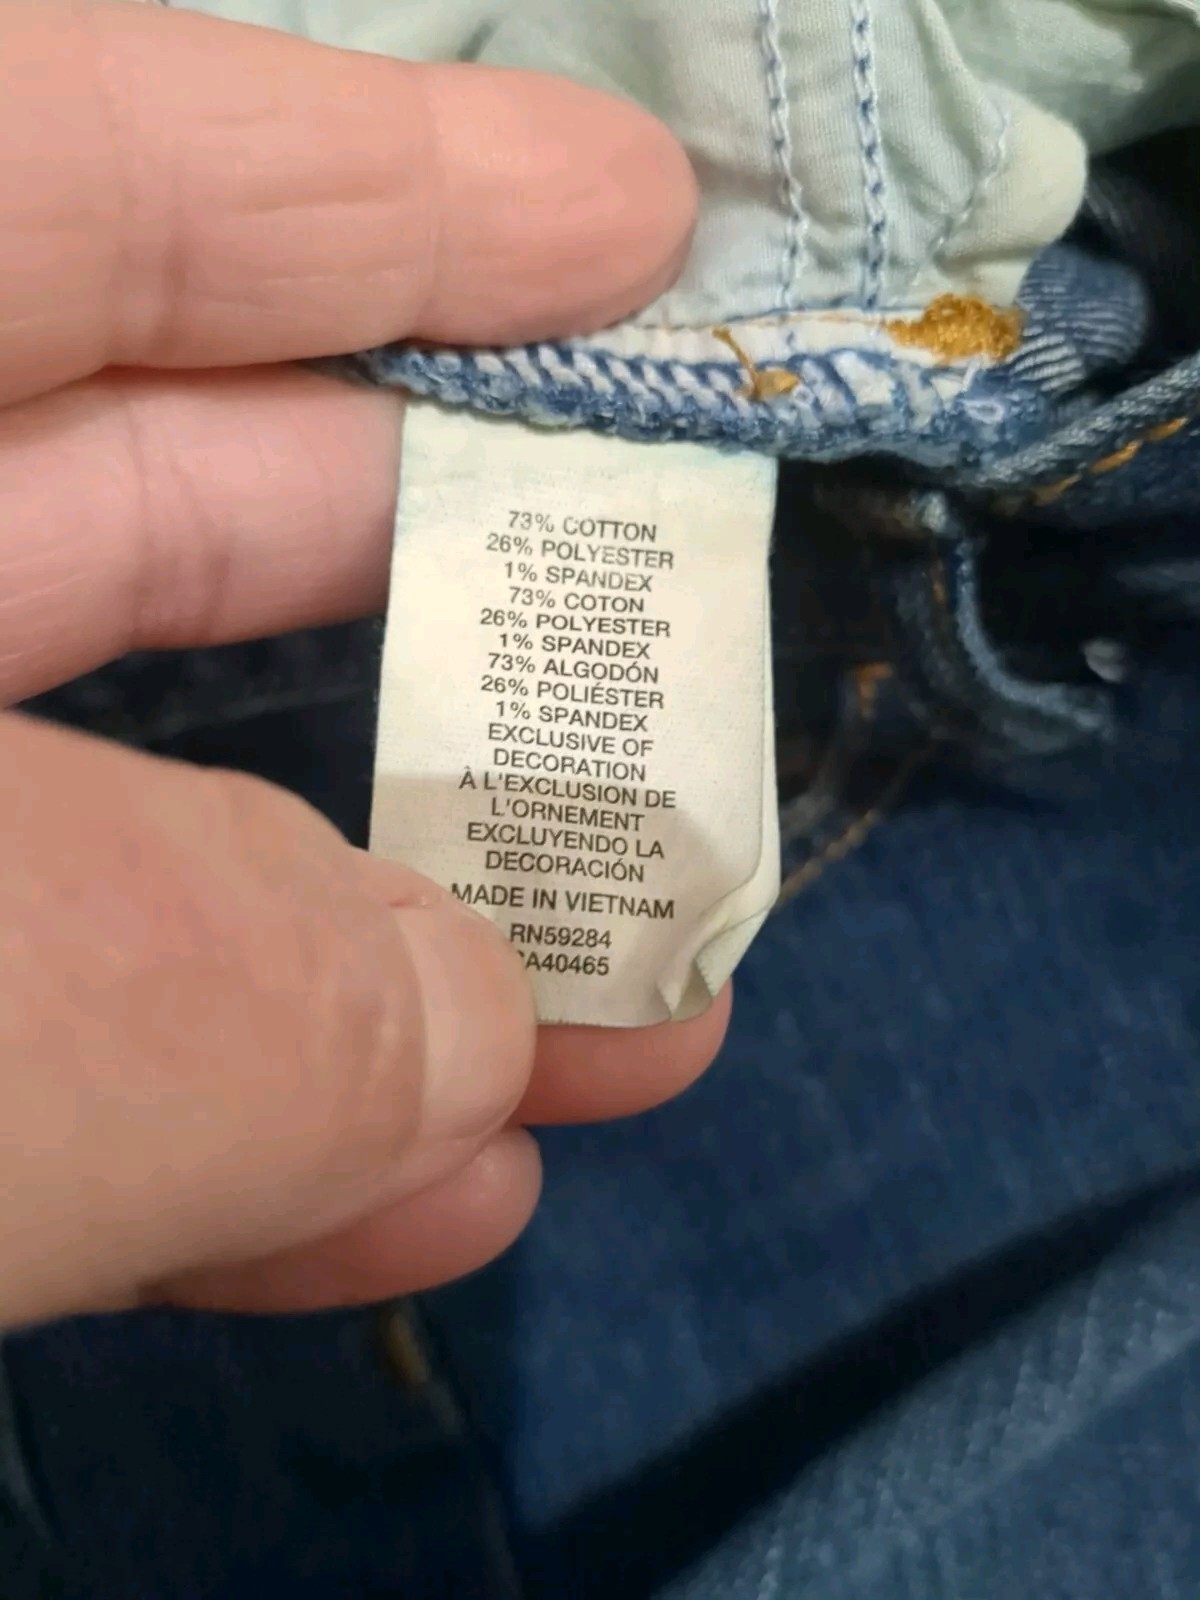 73% COTTON
26% POLYESTER
1% SPANDEX
73% COTON
26% POLYESTER
1% SPANDEX
73% ALGODÓN
26% POLIÉSTER
1% SPANDEX
EXCLUSIVE OF
DECORATION
À L'EXCLUSION DE
L'ORNEMENT
EXCLUYENDO LA
DECORACIÓN
MADE IN VIETNAM
RN59284
CA40465